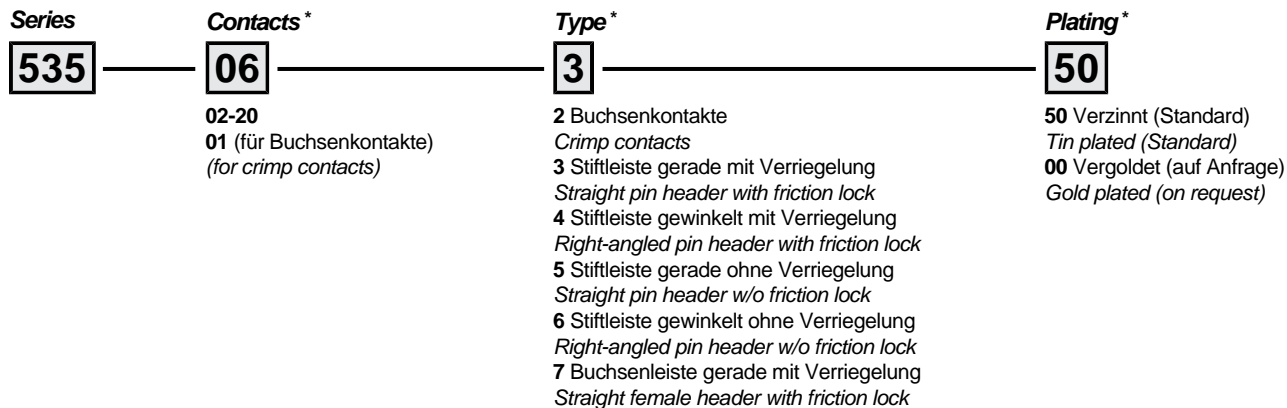 Series
535
Contacts *
06
02-20
01 (für Buchsenkontakte)
(for crimp contacts)
Type *
3
2 Buchsenkontakte
Crimp contacts
3 Stiftleiste gerade mit Verriegelung
Straight pin header with friction lock
4 Stiftleiste gewinkelt mit Verriegelung
Right-angled pin header with friction lock
5 Stiftleiste gerade ohne Verriegelung
Straight pin header w/o friction lock
6 Stiftleiste gewinkelt ohne Verriegelung
Right-angled pin header w/o friction lock
7 Buchsenleiste gerade mit Verriegelung
Straight female header with friction lock
Plating *
50
50 Verzinnt (Standard)
Tin plated (Standard)
00 Vergoldet (auf Anfrage)
Gold plated (on request)